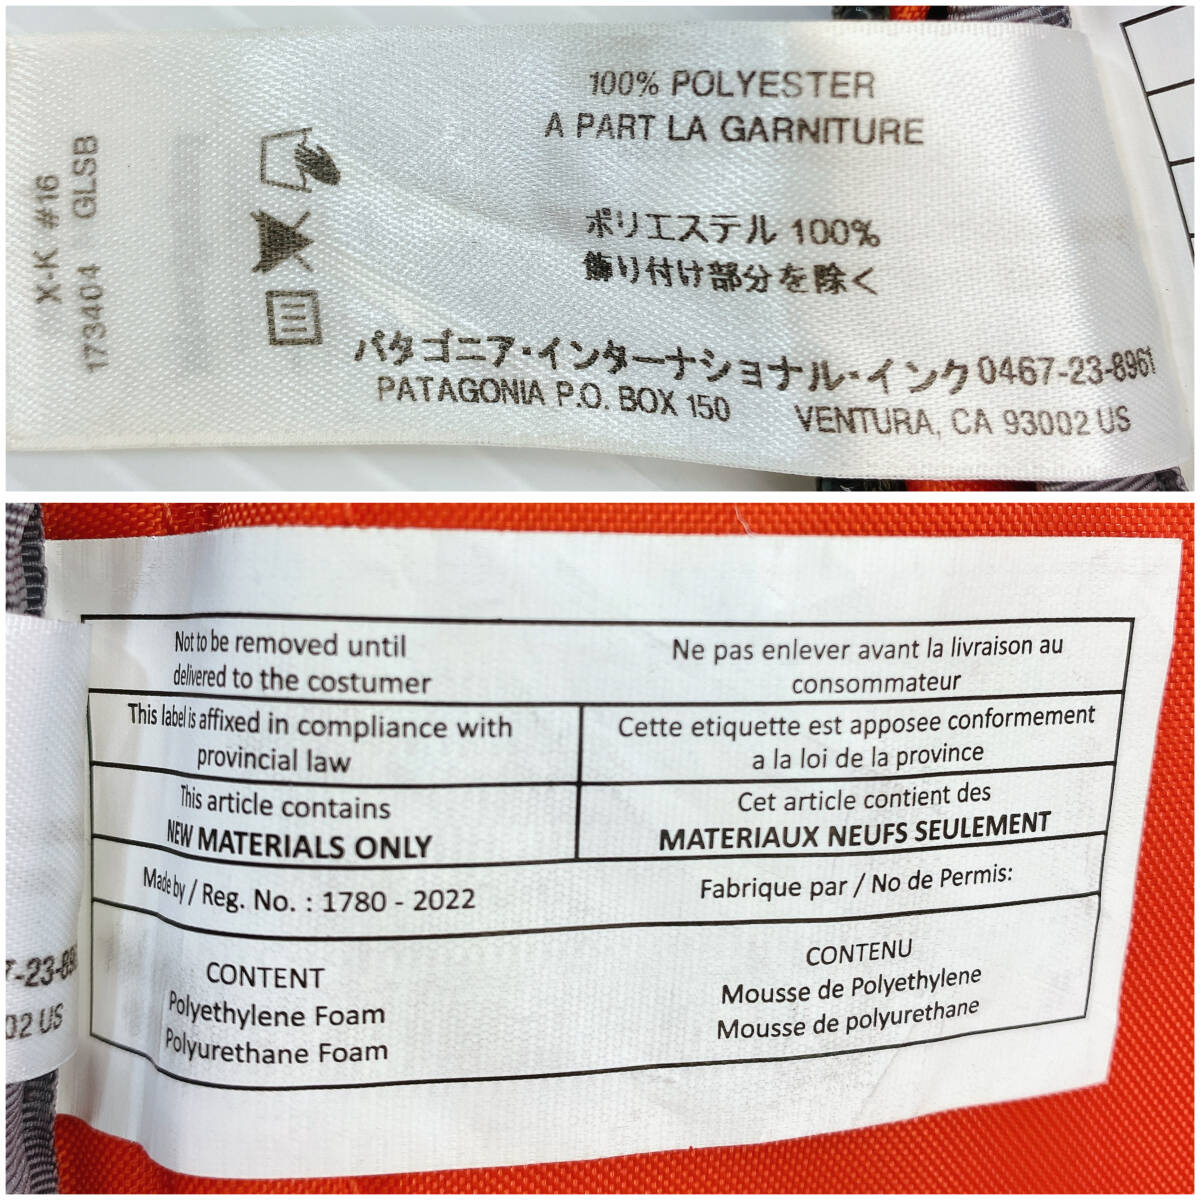 X-K #16
173404 GLSB
100% POLYESTER
A PART LA GARNITURE
ポリエステル 100%
飾り付け部分を除く
パタゴニア・インターナショナル・インク 0467-23-8961
PATAGONIA P.O. BOX 150 VENTURA, CA 93002 US
Not to be removed until
delivered to the costumer
Ne pas enlever avant la livraison au
consommateur
This label is affixed in compliance with
provincial law
Cette etiquette est apposee conformement
a la loi de la province
This article contains
NEW MATERIALS ONLY
Cet article contient des
MATERIAUX NEUFS SEULEMENT
Made by / Reg. No. : 1780 - 2022
Fabrique par / No de Permis:
CONTENT
Polyethylene Foam
Polyurethane Foam
CONTENU
Mousse de Polyethylene
Mousse de polyurethane
7-23-89
02 US